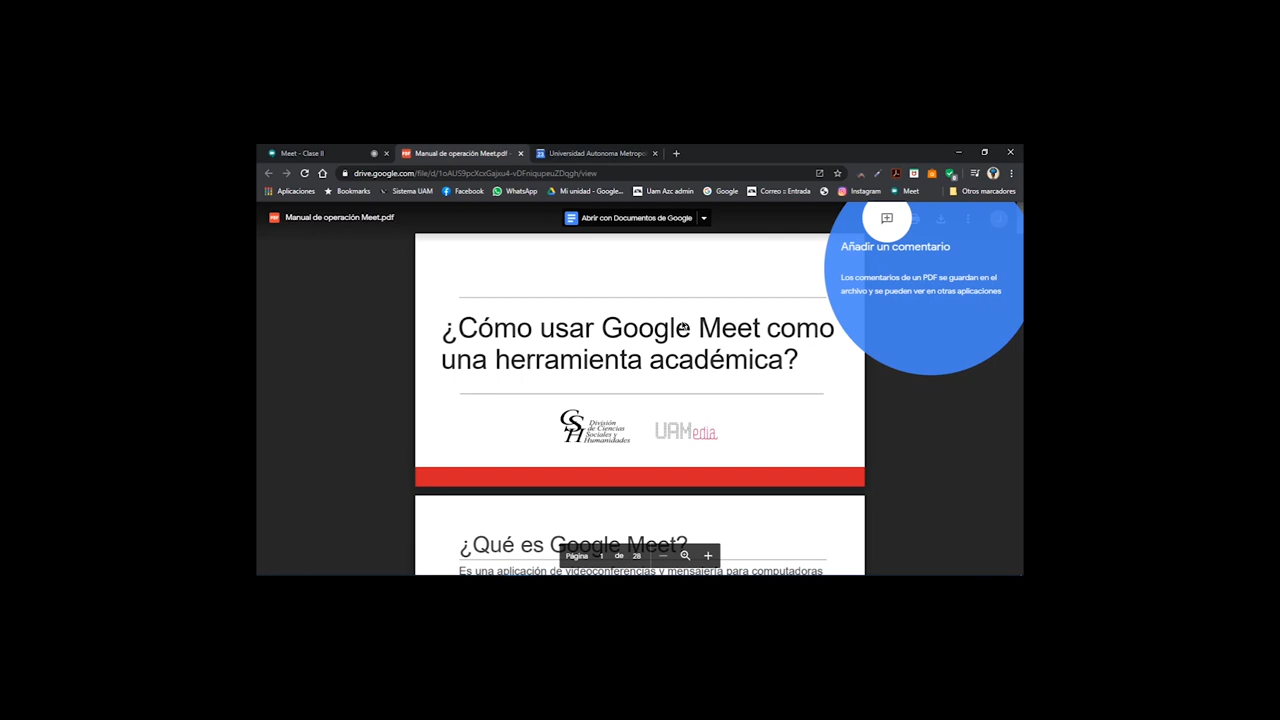 Meet - Clase II
Manual de operación Meet.pdf -
Universidad Autonoma Metropo
drive.google.com/file/d/1oAUS9pcXcxGajxu4-vDFniqupeuZDqgh/view
Aplicaciones
Bookmarks
Sistema UAM
Facebook
WhatsApp
Mi unidad - Google...
Uam Azc admin
Google
Correo :: Entrada
Instagram
Meet
Otros marcadores
PDF
Manual de operación Meet.pdf
Abrir con Documentos de Google
Añadir un comentario
Los comentarios de un PDF se guardan en el
archivo y se pueden ver en otras aplicaciones
¿Cómo usar Google Meet como
una herramienta académica?
CSH
División
de Ciencias
Sociales y
Humanidades
UAMedia
¿Qué es Google Meet?
Es una aplicación de videoconferencias y mensajería para computadoras
Página 1 de 28